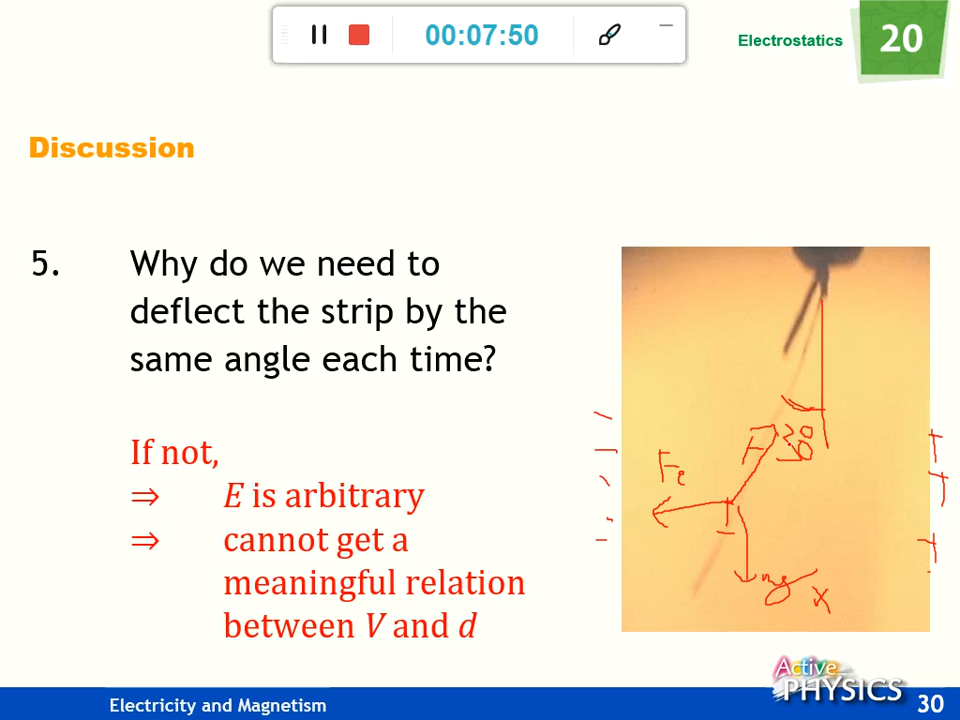 00:07:50
Electrostatics
20
Discussion
5. Why do we need to
deflect the strip by the
same angle each time?
If not,
⇒ E is arbitrary
⇒ cannot get a
meaningful relation
between V and d
Fe
mg
x
Active
PHYSICS
Electricity and Magnetism
30